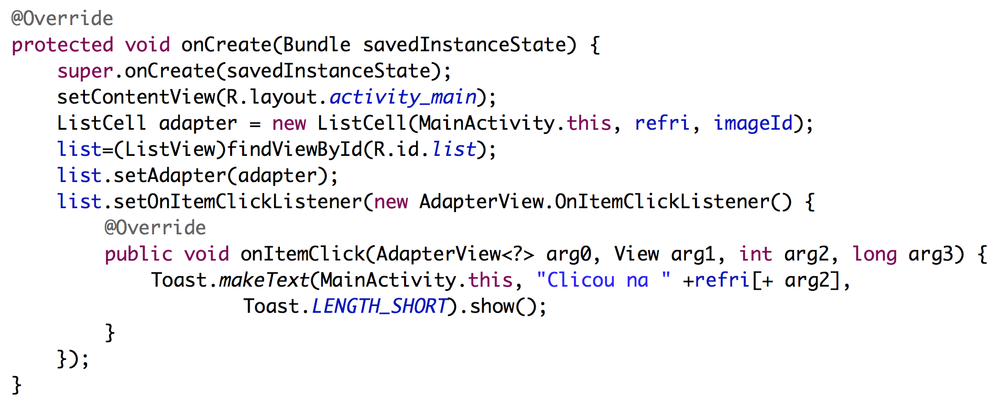 @Override
protected void onCreate(Bundle savedInstanceState) {
super.onCreate(savedInstanceState);
setContentView(R.layout.activity_main);
ListCell adapter = new ListCell(MainActivity.this, refri, imageId);
list=(ListView)findViewById(R.id.list);
list.setAdapter(adapter);
list.setOnItemClickListener(new AdapterView.OnItemClickListener() {
@Override
public void onItemClick(AdapterView<?> arg0, View arg1, int arg2, long arg3) {
Toast.makeText(MainActivity.this, "Clicou na " +refri[+ arg2],
Toast.LENGTH_SHORT).show();
}
});
}